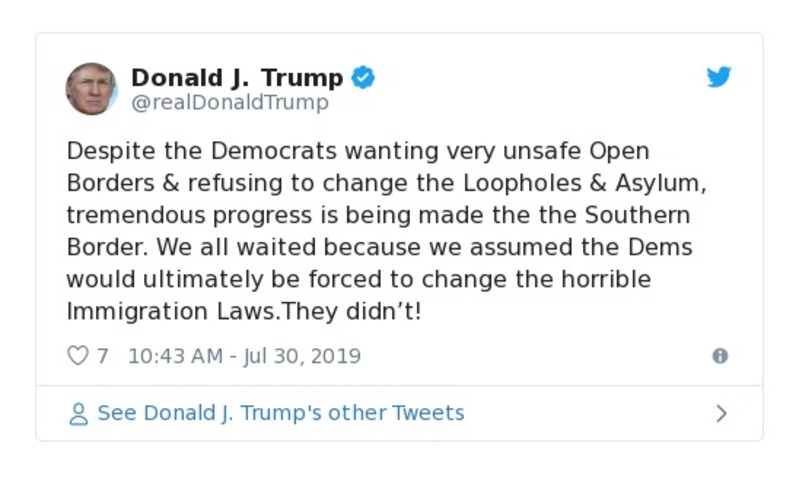 Donald J. Trump
@realDonaldTrump
Despite the Democrats wanting very unsafe Open
Borders & refusing to change the Loopholes & Asylum,
tremendous progress is being made the the Southern
Border. We all waited because we assumed the Dems
would ultimately be forced to change the horrible
Immigration Laws.They didn’t!
7 10:43 AM - Jul 30, 2019
See Donald J. Trump's other Tweets